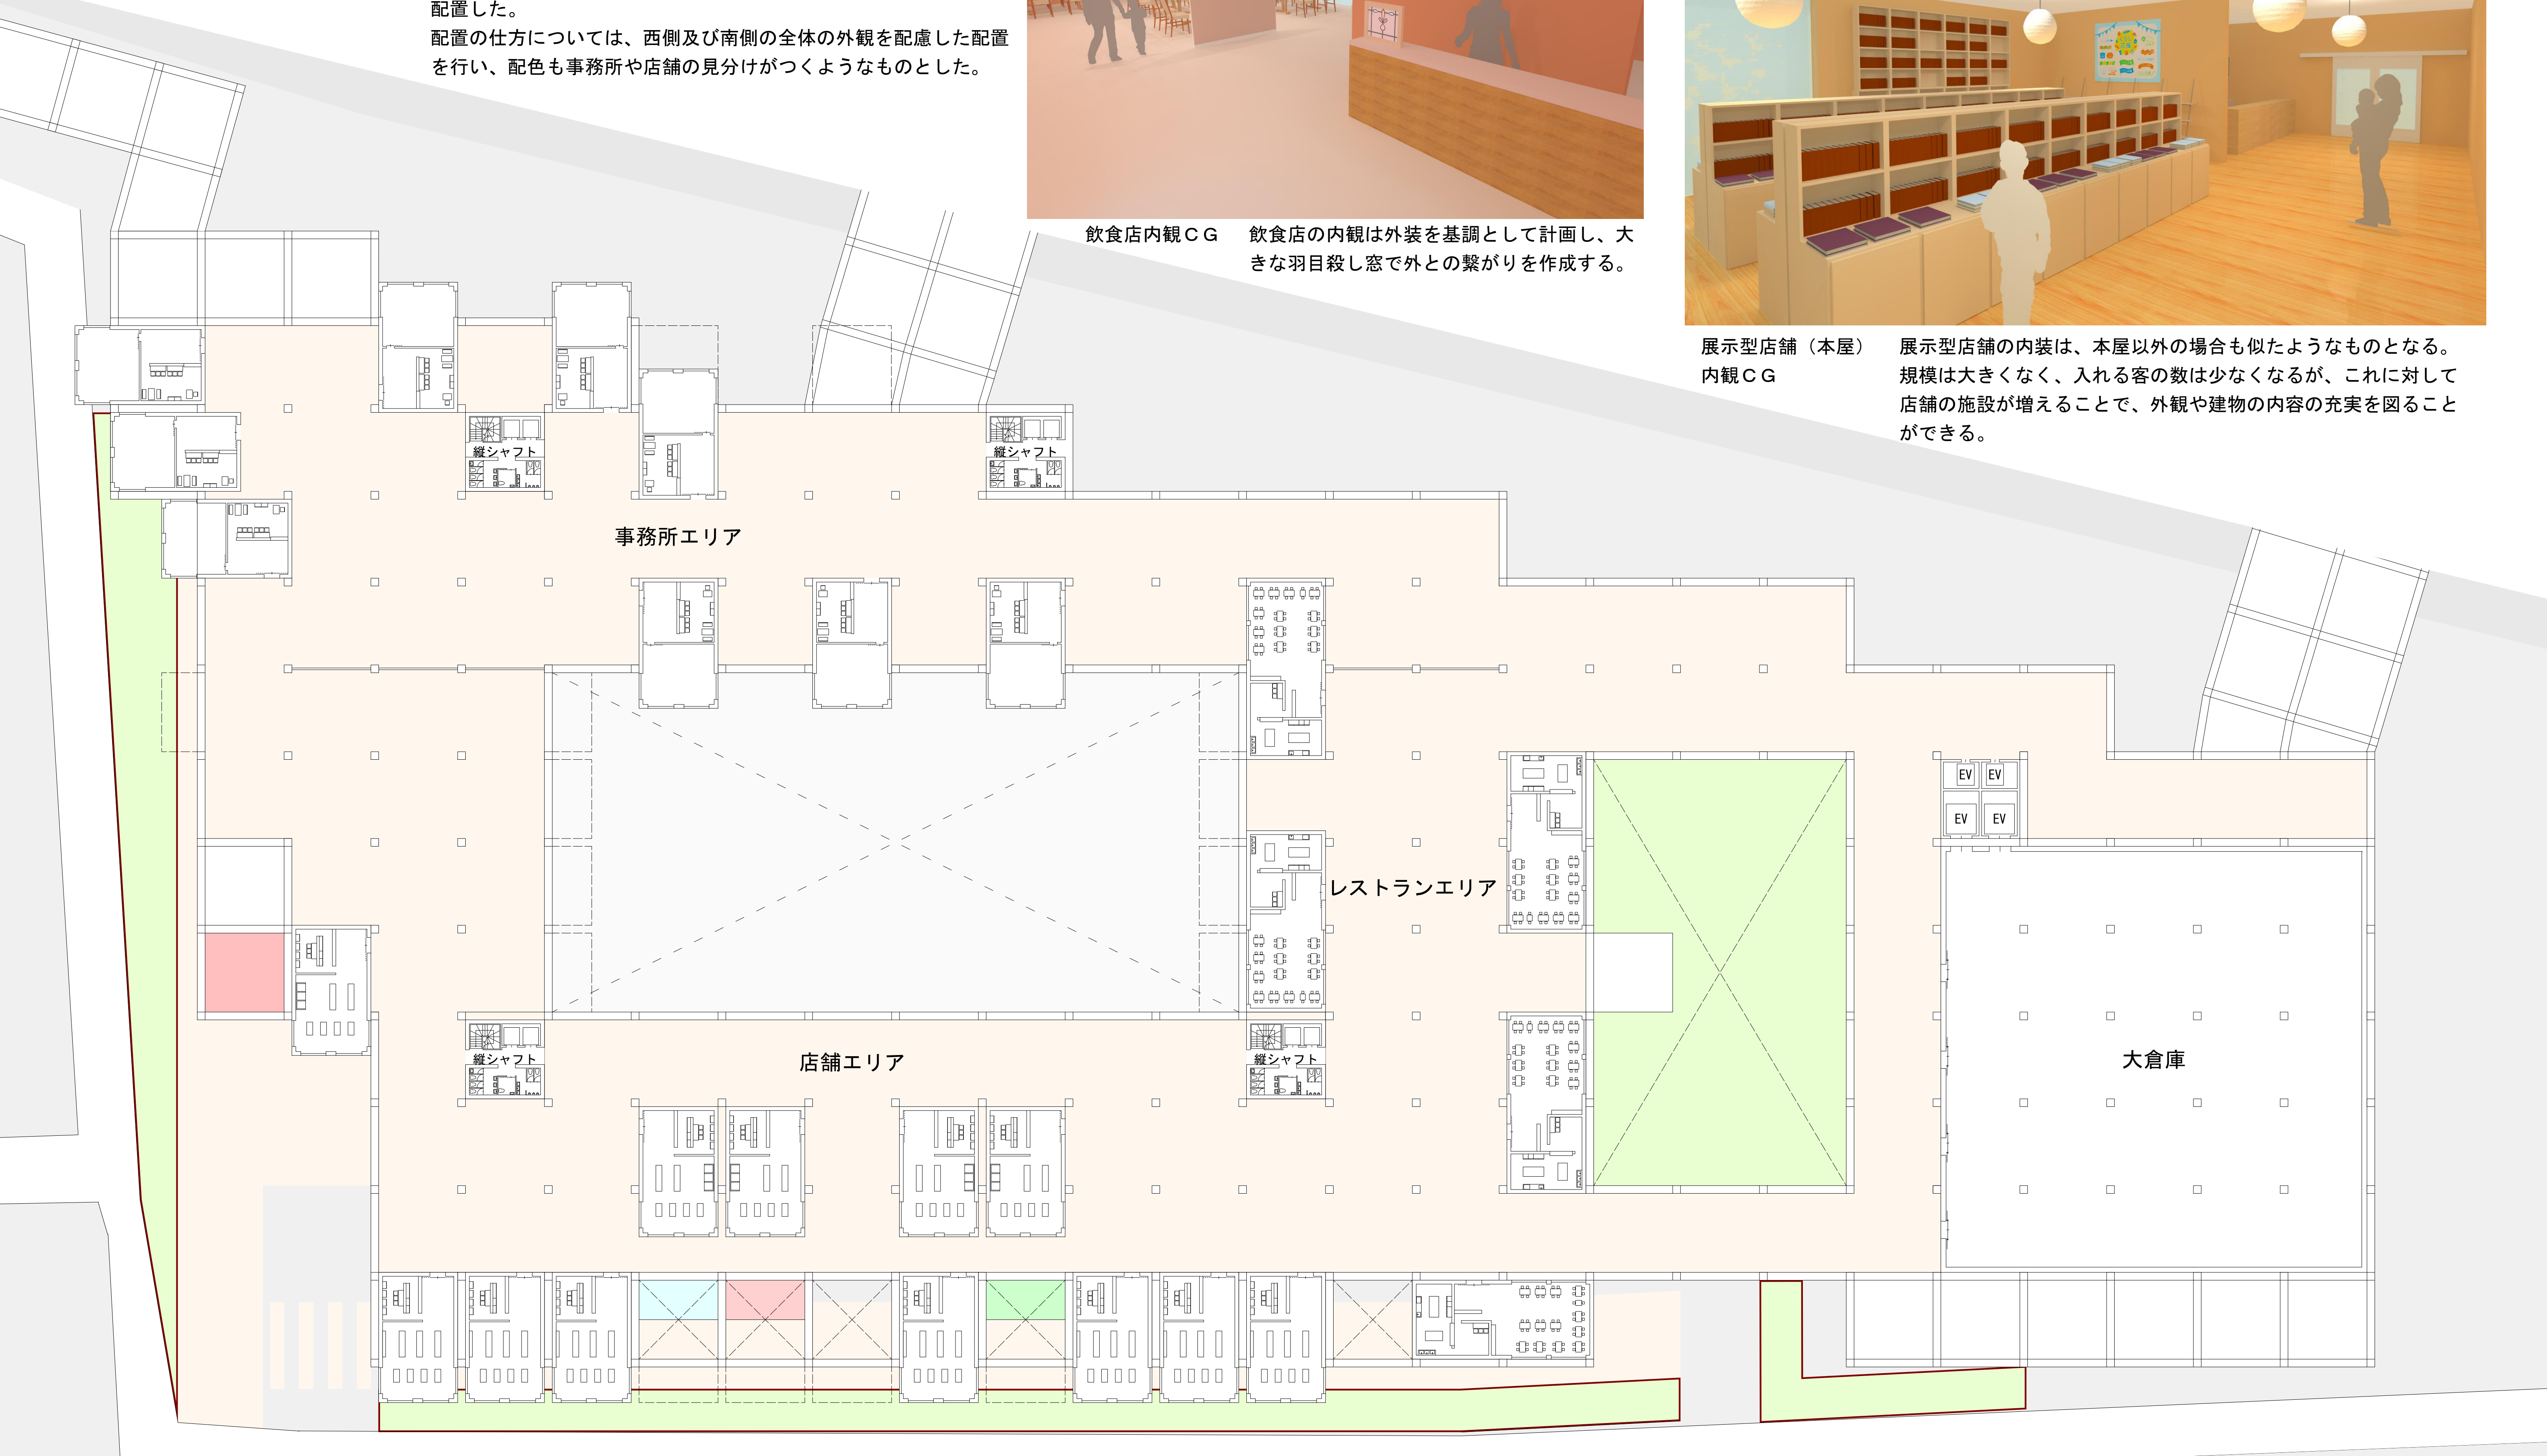 配置した。
配置の仕方については、西側及び南側の全体の外観を配慮した配置
を行い、配色も事務所や店舗の見分けがつくようなものとした。
飲食店内観ＣＧ
飲食店の内観は外装を基調として計画し、大
きな羽目殺し窓で外との繋がりを作成する。
展示型店舗（本屋）
内観ＣＧ
展示型店舗の内装は、本屋以外の場合も似たようなものとなる。
規模は大きくなく、入れる客の数は少なくなるが、これに対して
店舗の施設が増えることで、外観や建物の内容の充実を図ること
ができる。
縦シャフト
縦シャフト
事務所エリア
EV
EV
EV
EV
レストランエリア
縦シャフト
店舗エリア
縦シャフト
大倉庫